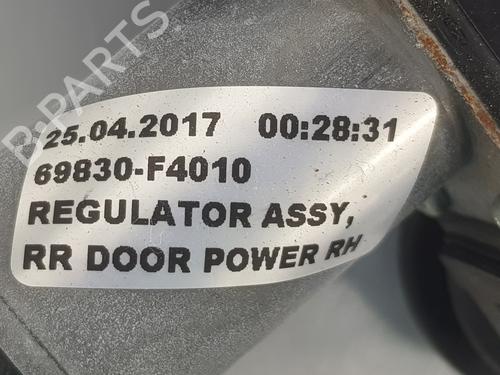 B-PARTS
25.04.2017 00:28:31
69830-F4010
REGULATOR ASSY,
RR DOOR POWER RH